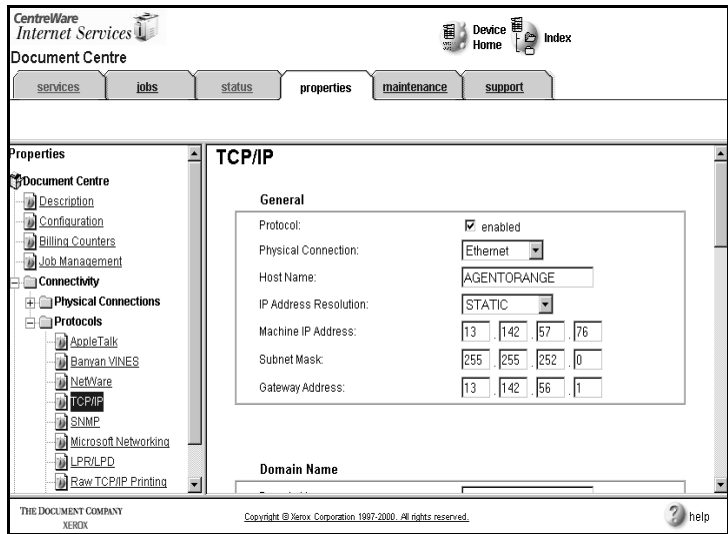 CentreWare
Internet Services
Document Centre
Device Home
Index
services
jobs
status
properties
maintenance
support
Properties
Document Centre
Description
Configuration
Billing Counters
Job Management
Connectivity
Physical Connections
Protocols
AppleTalk
Banyan VINES
NetWare
TCP/IP
SNMP
Microsoft Networking
LPR/LPD
Raw TCP/IP Printing
TCP/IP
General
Protocol: enabled
Physical Connection: Ethernet
Host Name: AGENTORANGE
IP Address Resolution: STATIC
Machine IP Address: 13 . 142 . 57 . 76
Subnet Mask: 255 . 255 . 252 . 0
Gateway Address: 13 . 142 . 56 . 1
Domain Name
THE DOCUMENT COMPANY
XEROX
Copyright © Xerox Corporation 1997-2000. All rights reserved.
help